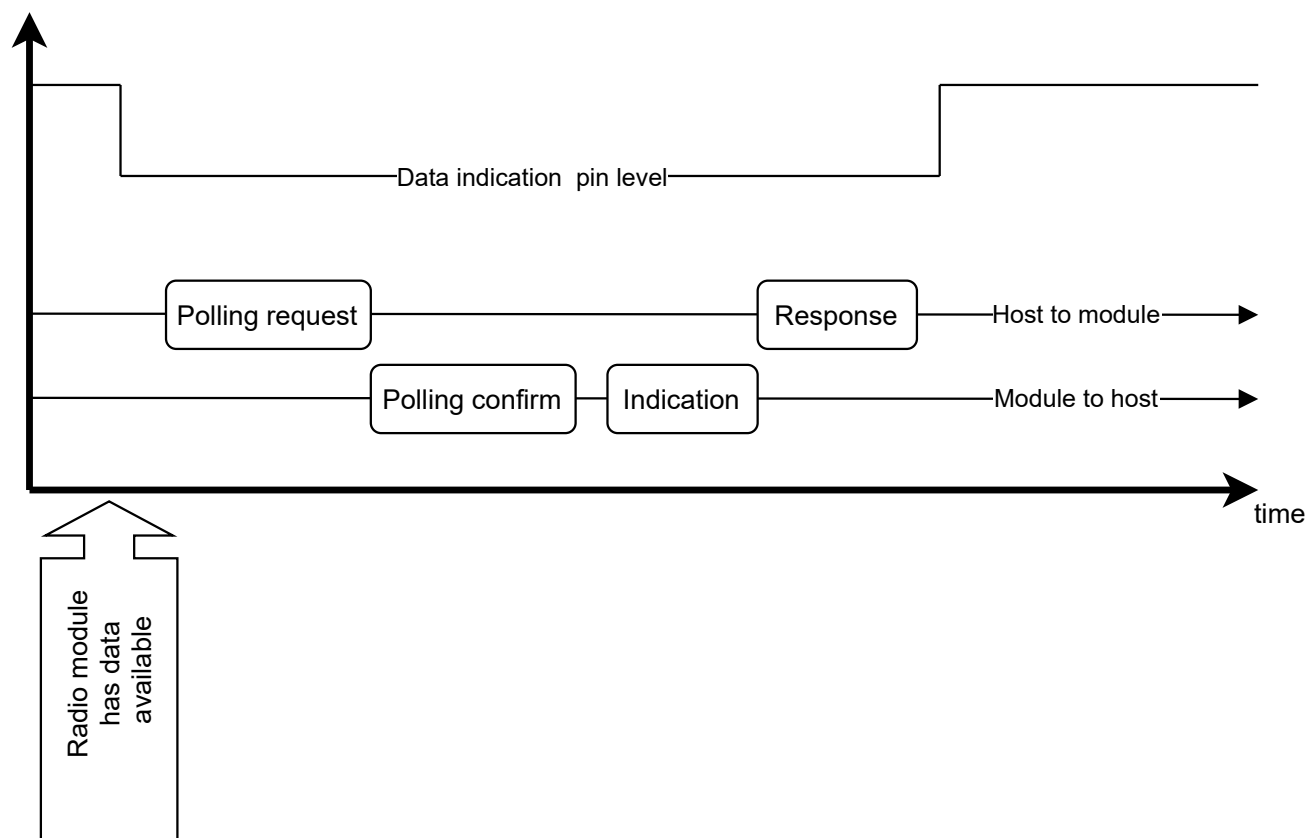 Data indication  pin level
Polling request
Response
Host to module
Polling confirm
Indication
Module to host
time
Radio module
has data
available